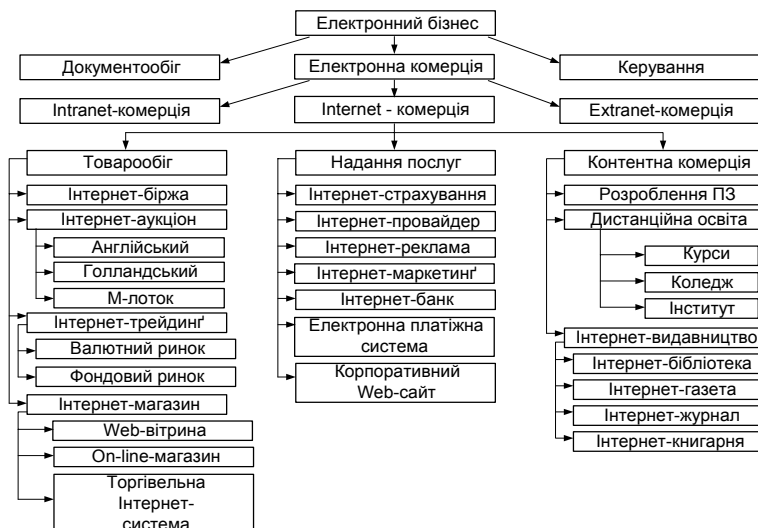 Електронний бізнес
Документообіг
Електронна комерція
Керування
Intranet-комерція
Internet - комерція
Extranet-комерція
Товарообіг
Інтернет-біржа
Інтернет-аукціон
Англійський
Голландський
М-лоток
Інтернет-трейдинґ
Валютний ринок
Фондовий ринок
Інтернет-магазин
Web-вітрина
On-line-магазин
Торгівельна
Інтернет-
система
Надання послуг
Інтернет-страхування
Інтернет-провайдер
Інтернет-реклама
Інтернет-маркетинґ
Інтернет-банк
Електронна платіжна
система
Корпоративний
Web-сайт
Контентна комерція
Розроблення ПЗ
Дистанційна освіта
Курси
Коледж
Інститут
Інтернет-видавництво
Інтернет-бібліотека
Інтернет-газета
Інтернет-журнал
Інтернет-книгарня